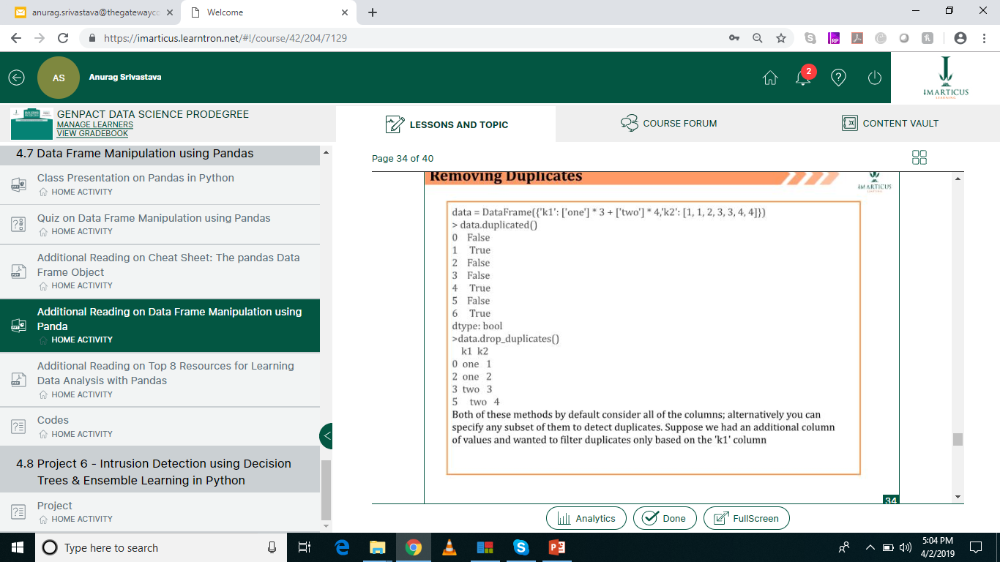 anurag.srivastava@thegatewayco
Welcome
https://imarticus.learntron.net/#!/course/42/204/7129
AS
Anurag Srivastava
2
IMARTICUS
LEARNING
GENPACT DATA SCIENCE PRODEGREE
MANAGE LEARNERS
VIEW GRADEBOOK
LESSONS AND TOPIC
COURSE FORUM
CONTENT VAULT
4.7 Data Frame Manipulation using Pandas
Class Presentation on Pandas in Python
HOME ACTIVITY
Quiz on Data Frame Manipulation using Pandas
HOME ACTIVITY
Additional Reading on Cheat Sheet: The pandas Data
Frame Object
HOME ACTIVITY
Additional Reading on Data Frame Manipulation using
Panda
HOME ACTIVITY
Additional Reading on Top 8 Resources for Learning
Data Analysis with Pandas
HOME ACTIVITY
Codes
HOME ACTIVITY
4.8 Project 6 - Intrusion Detection using Decision
Trees & Ensemble Learning in Python
Project
HOME ACTIVITY
Page 34 of 40
Removing Duplicates
IMARTICUS
data = DataFrame({'k1': ['one'] * 3 + ['two'] * 4,'k2': [1, 1, 2, 3, 3, 4, 4]})
> data.duplicated()
0 False
1 True
2 False
3 False
4 True
5 False
6 True
dtype: bool
>data.drop_duplicates()
k1 k2
0 one 1
2 one 2
3 two 3
5 two 4
Both of these methods by default consider all of the columns; alternatively you can
specify any subset of them to detect duplicates. Suppose we had an additional column
of values and wanted to filter duplicates only based on the 'k1' column
34
Analytics
Done
FullScreen
Type here to search
5:04 PM
4/2/2019